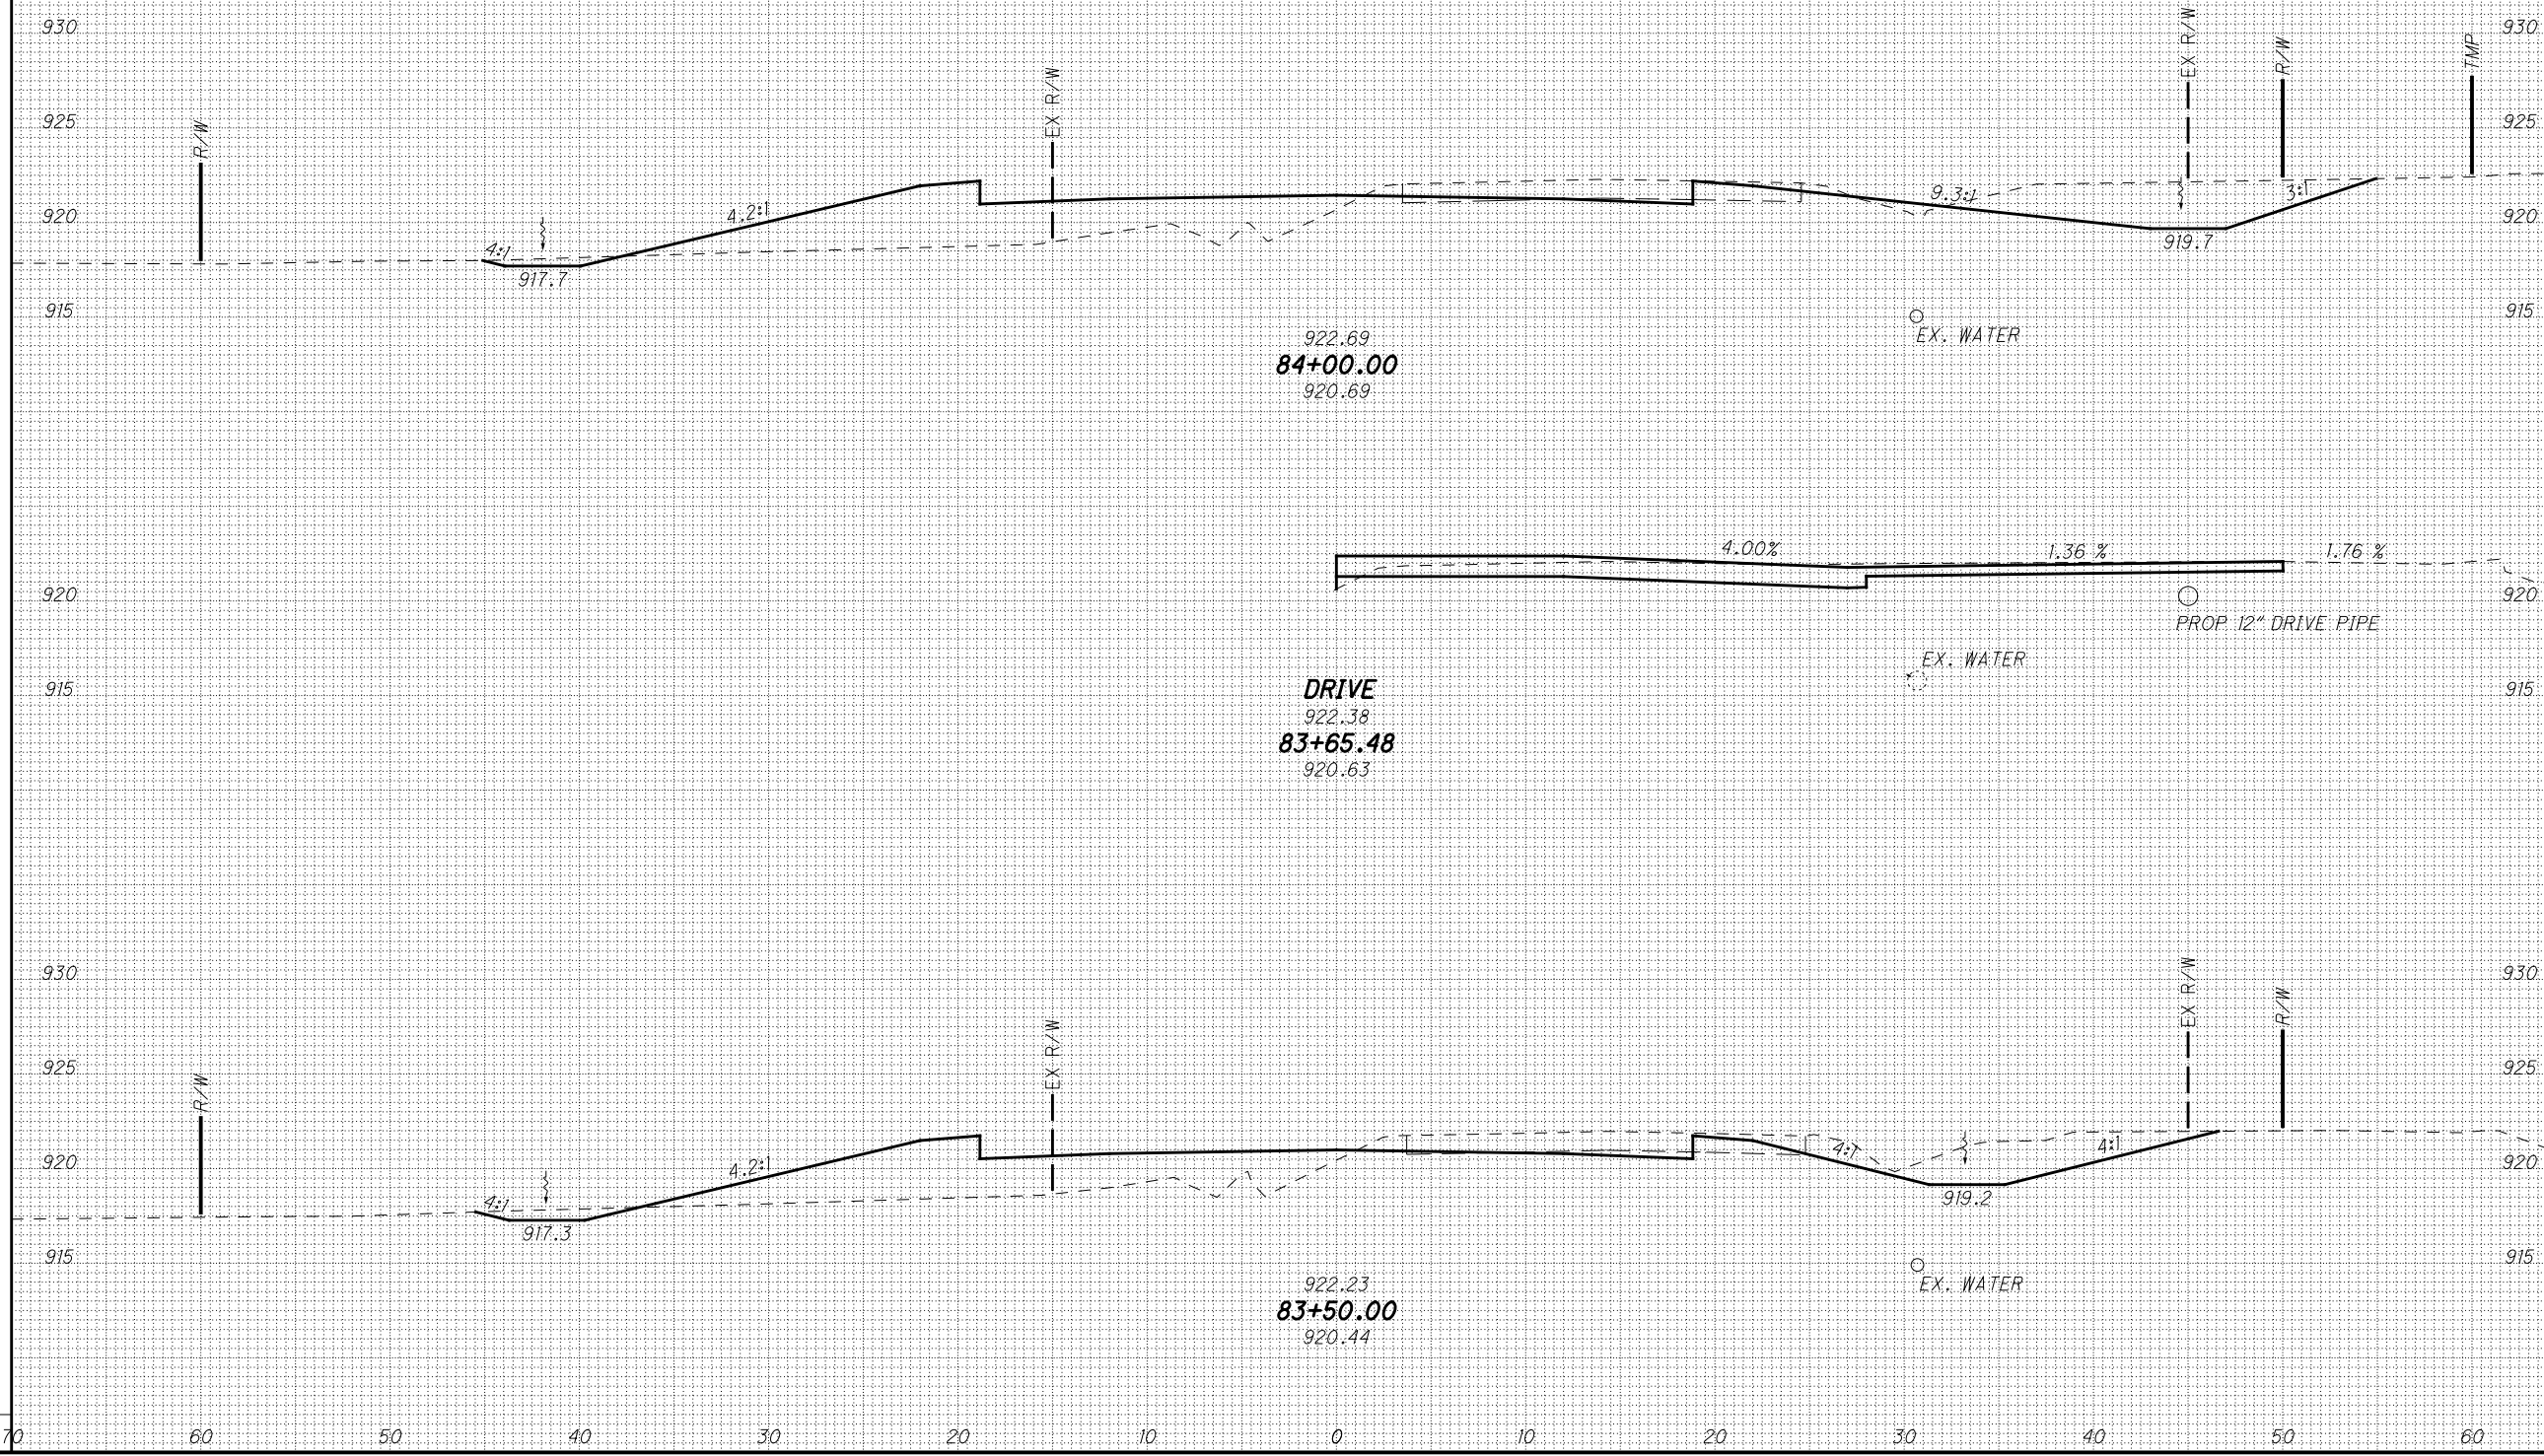 930
EX R/W
930
R/W
TMP
EX R/W
925
925
R/W
920
4.2:1
9.3:1
3:1
920
4:1
919.7
917.7
915
915
EX. WATER
922.69
84+00.00
920.69
4.00%
1.36 %
1.76 %
920
920
PROP 12" DRIVE PIPE
EX. WATER
915
DRIVE
915
922.38
83+65.48
920.63
930
EX R/W
930
R/W
EX R/W
925
925
R/W
920
4.2:1
4:1
4:1
920
4:1
919.2
917.3
915
915
EX. WATER
922.23
83+50.00
920.44
70 60 50 40 30 20 10 0 10 20 30 40 50 60